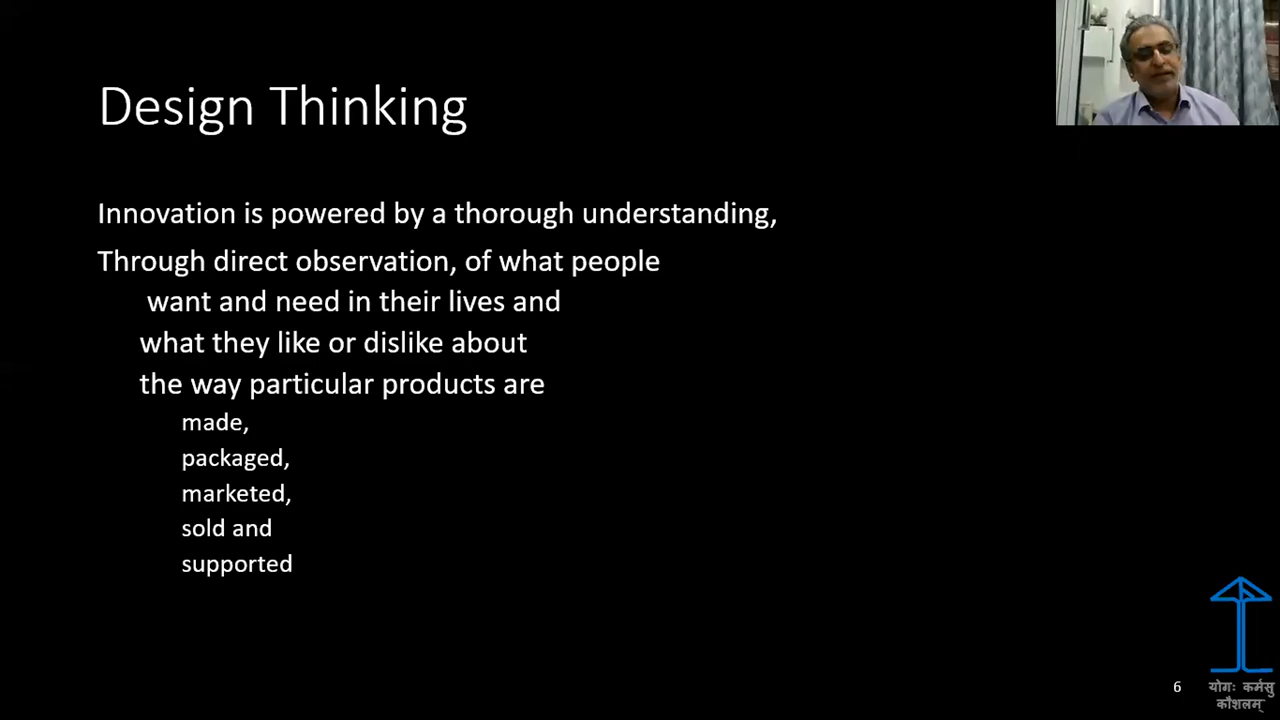 Design Thinking
Innovation is powered by a thorough understanding,
Through direct observation, of what people
want and need in their lives and
what they like or dislike about
the way particular products are
made,
packaged,
marketed,
sold and
supported
6
योगः कर्मसु
कौशलम्